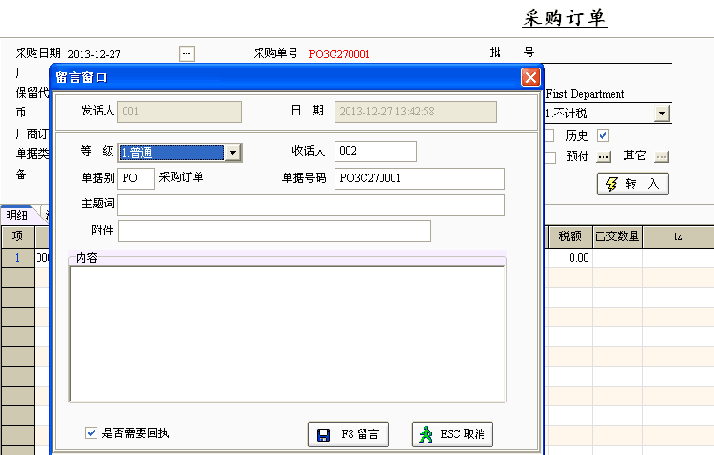 采购订单
采购日期 2013-12-27 ... 采购单号 PO3C270001 批 号
厂
保留代 First Department
币 1.不计税
厂商订 历史
单据类 预付 ... 其它 ...
备 转 入
留言窗口
发话人 001 日 期 2013-12-27 13:42:58
等 级 1.普通 收话人 002
单据别 PO 采购订单 单据号码 PO3C270001
主题词
附件
内容
是否需要回执 F8 留言 ESC 取消
明细
项 税额 已交数量
1 000 0.00